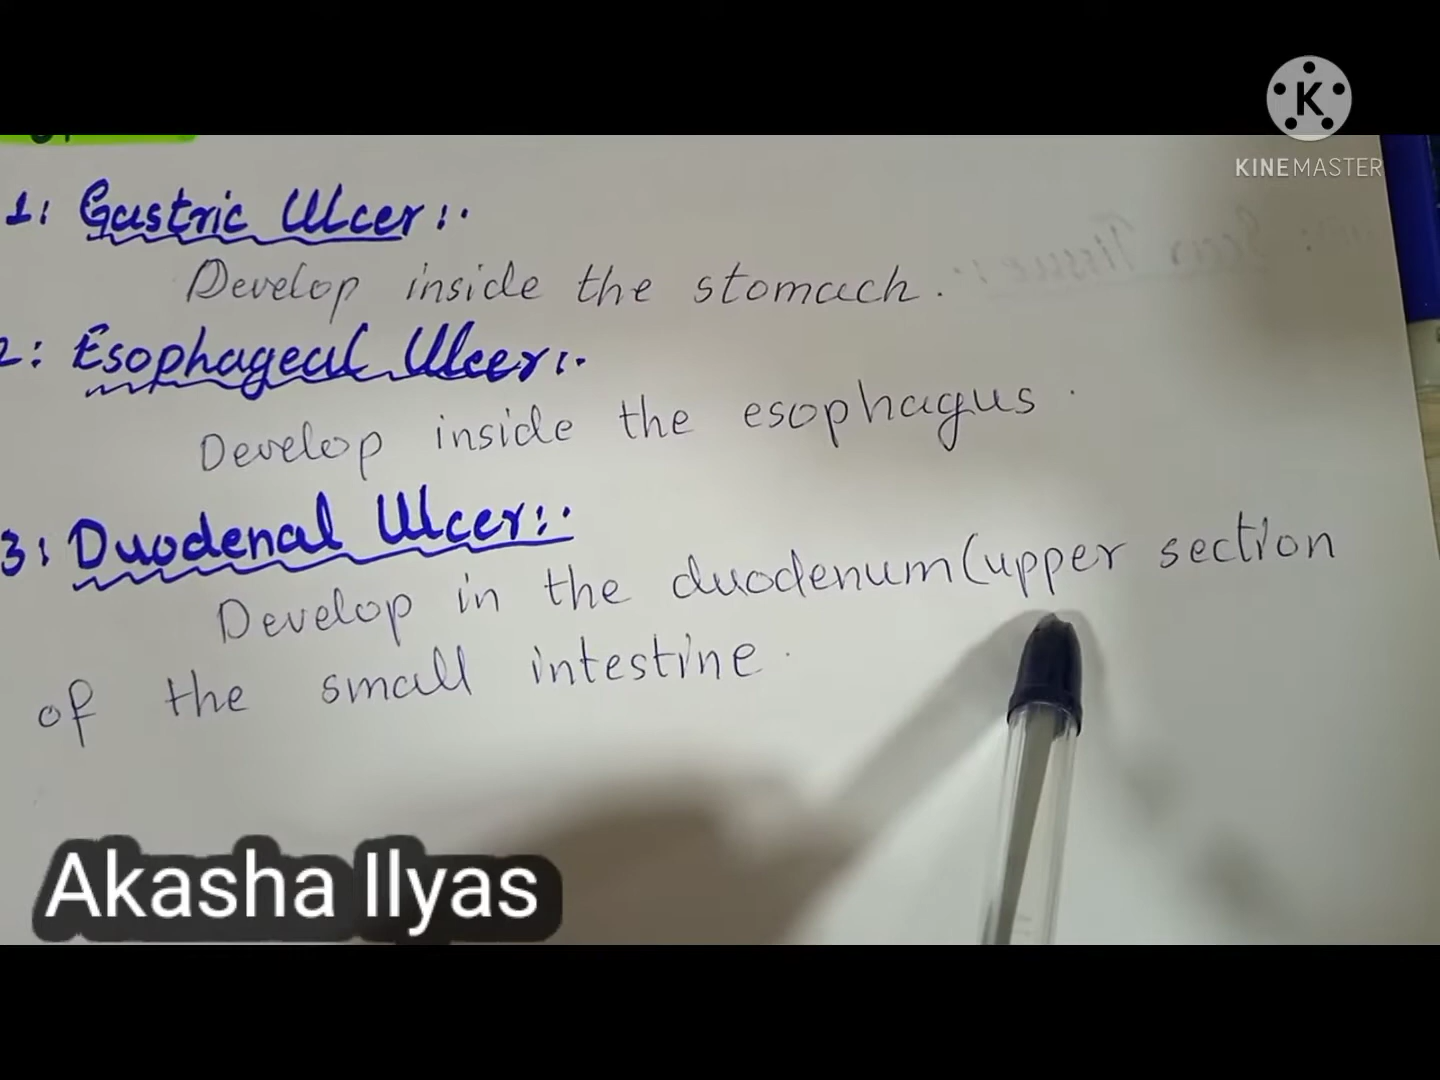 KINEMASTER
1: Gastric Ulcer:.
Develop inside the stomach.
2: Esophageal Ulcer:.
Develop inside the esophagus.
3: Duodenal Ulcer:.
Develop in the duodenum (upper section
of the small intestine.
Akasha Ilyas